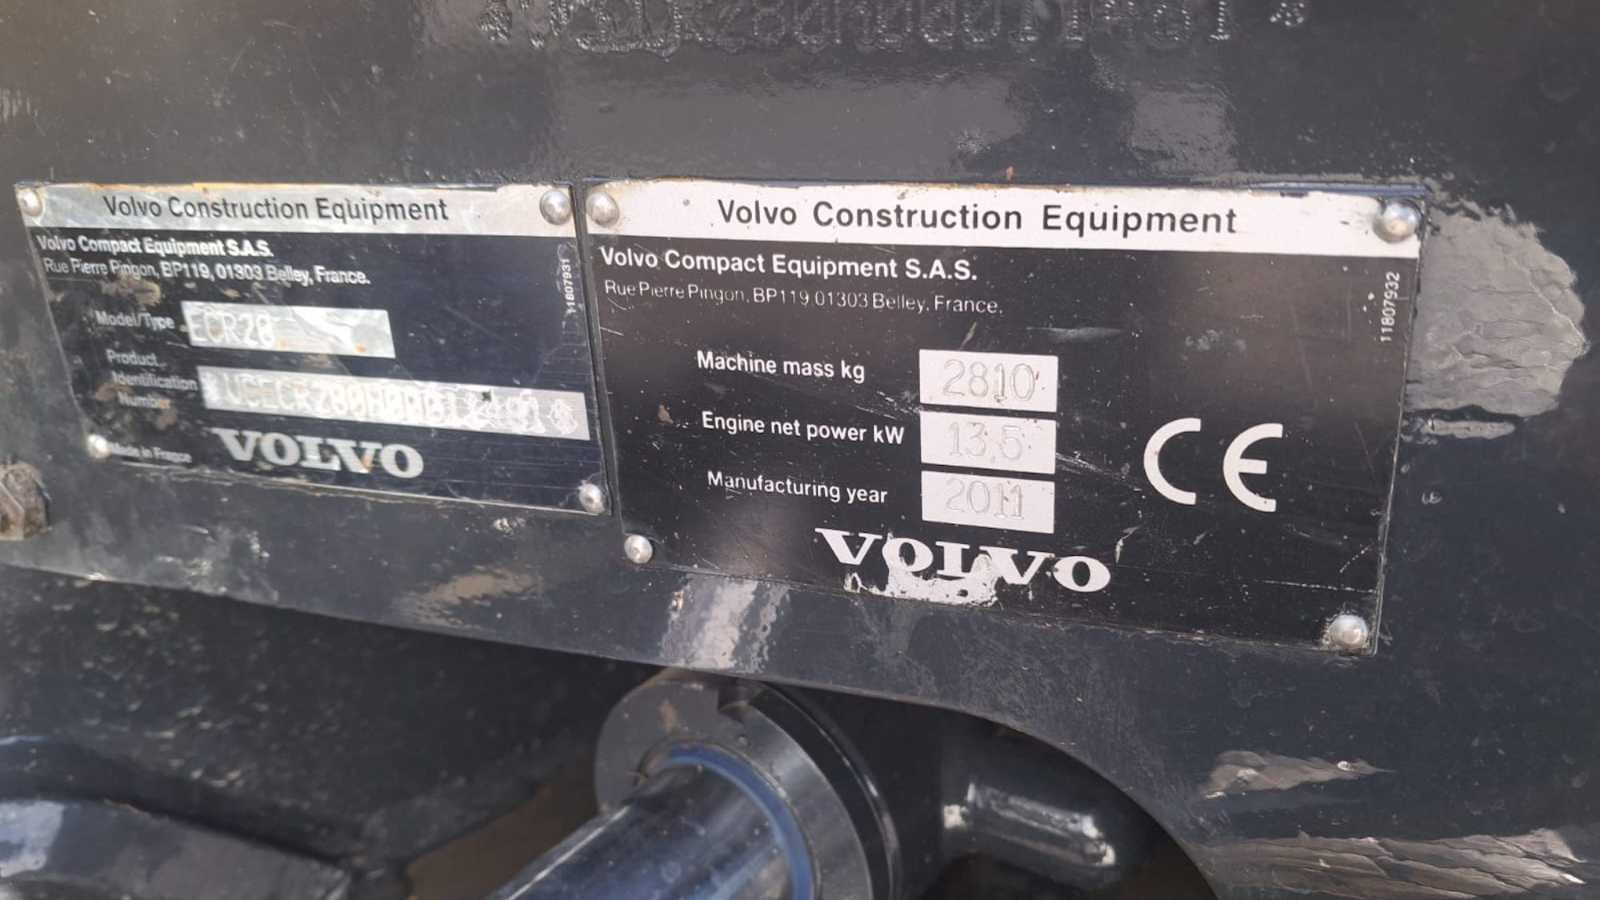 Volvo Construction Equipment
Volvo Compact Equipment S.A.S.
Rue Pierre Pingon, BP119, 01303 Belley, France.
11807931
Model/Type ECR28
Product
Identification
Number
VOLVO
Made in France
Volvo Construction Equipment
Volvo Compact Equipment S.A.S.
Rue Pierre Pingon, BP119 01303 Belley, France.
11807932
Machine mass kg 2810
Engine net power kW 13,5
Manufacturing year 2011
CE
VOLVO